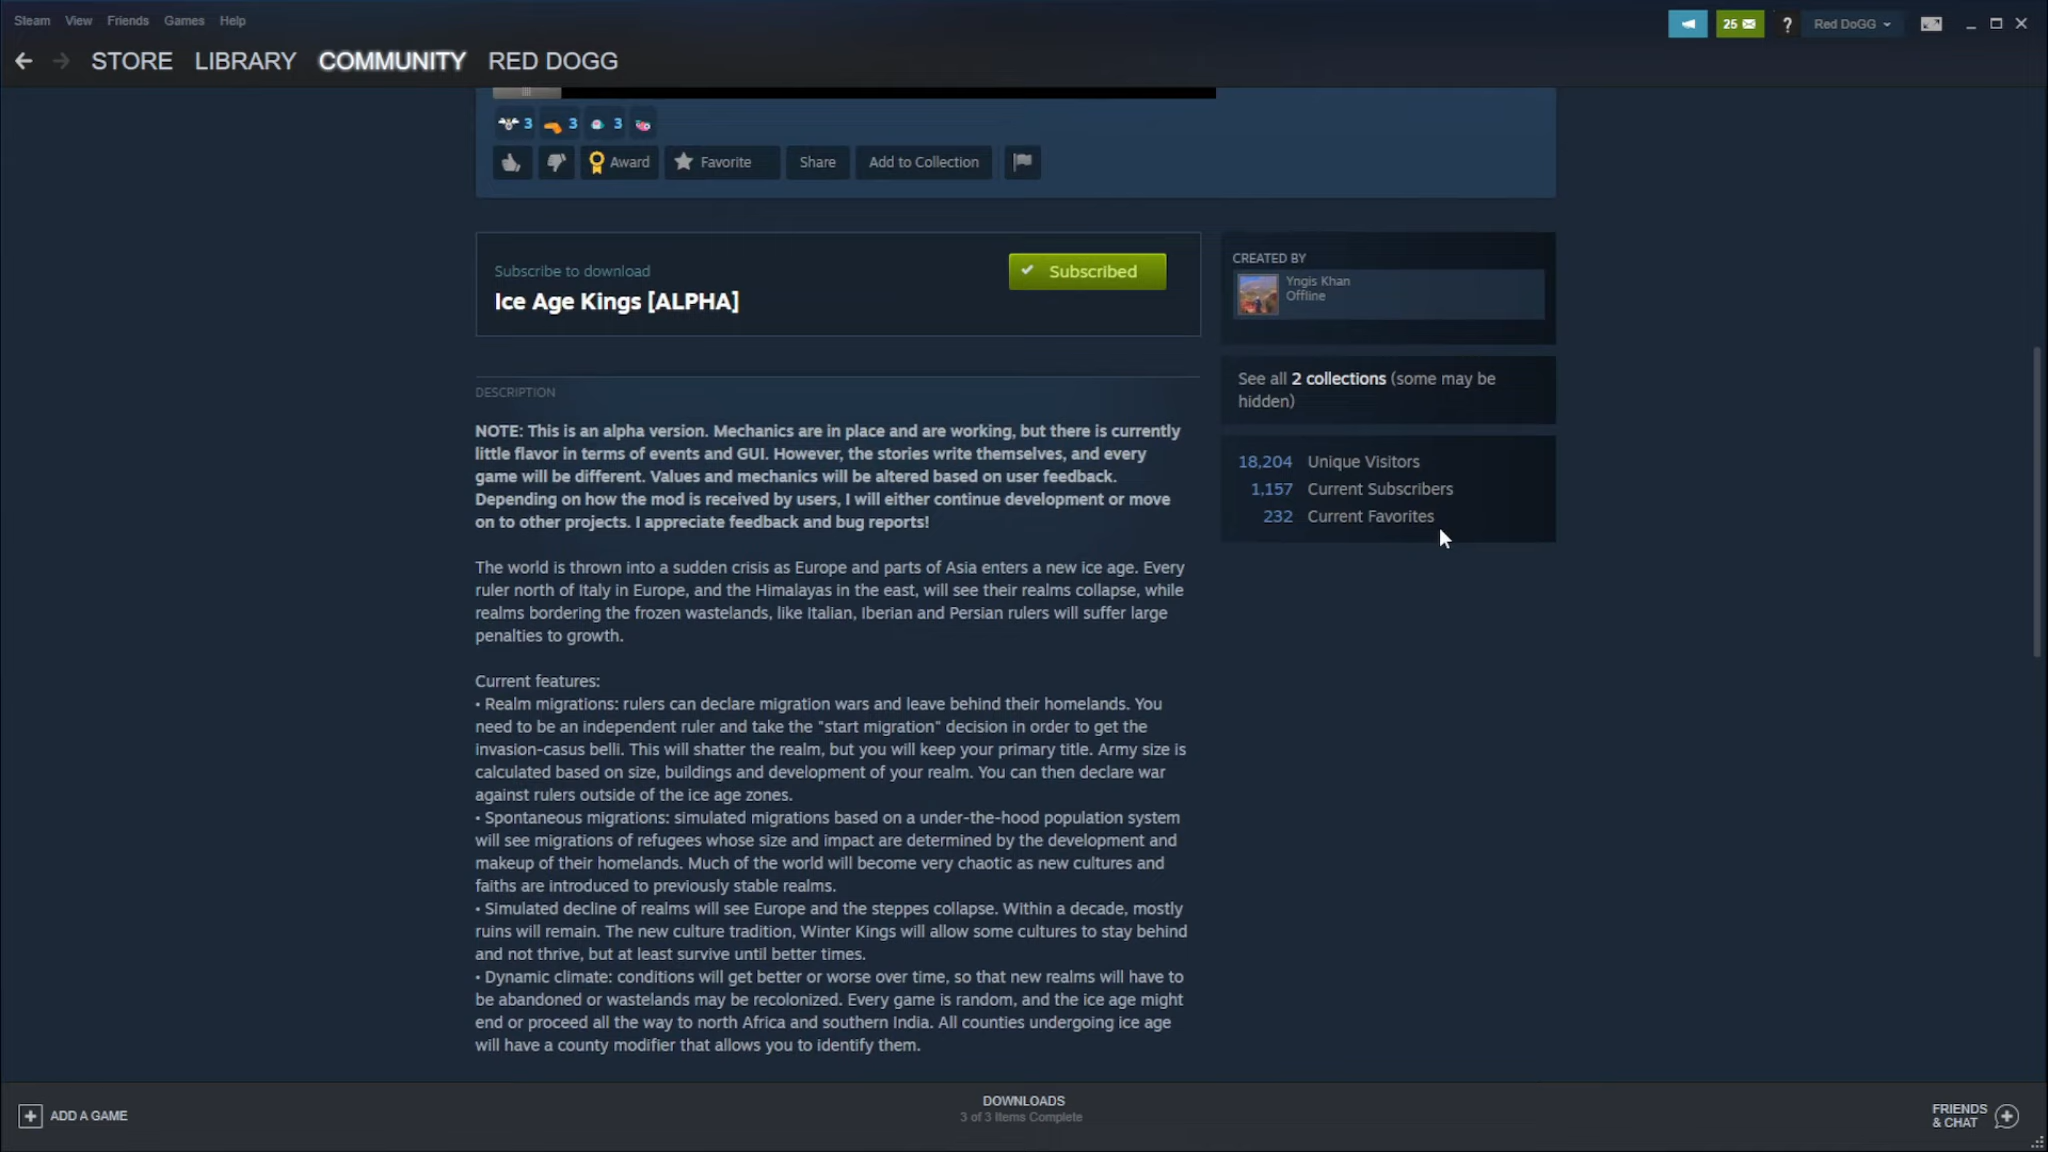 Steam View Friends Games Help
25
Red DoGG
STORE LIBRARY COMMUNITY RED DOGG
3 3 3
Award Favorite Share Add to Collection
Subscribe to download
Ice Age Kings [ALPHA]
Subscribed
CREATED BY
Yngis Khan
Offline
See all 2 collections (some may be
hidden)
18,204 Unique Visitors
1,157 Current Subscribers
232 Current Favorites
DESCRIPTION
NOTE: This is an alpha version. Mechanics are in place and are working, but there is currently
little flavor in terms of events and GUI. However, the stories write themselves, and every
game will be different. Values and mechanics will be altered based on user feedback.
Depending on how the mod is received by users, I will either continue development or move
on to other projects. I appreciate feedback and bug reports!
The world is thrown into a sudden crisis as Europe and parts of Asia enters a new ice age. Every
ruler north of Italy in Europe, and the Himalayas in the east, will see their realms collapse, while
realms bordering the frozen wastelands, like Italian, Iberian and Persian rulers will suffer large
penalties to growth.
Current features:
• Realm migrations: rulers can declare migration wars and leave behind their homelands. You
need to be an independent ruler and take the "start migration" decision in order to get the
invasion-casus belli. This will shatter the realm, but you will keep your primary title. Army size is
calculated based on size, buildings and development of your realm. You can then declare war
against rulers outside of the ice age zones.
• Spontaneous migrations: simulated migrations based on a under-the-hood population system
will see migrations of refugees whose size and impact are determined by the development and
makeup of their homelands. Much of the world will become very chaotic as new cultures and
faiths are introduced to previously stable realms.
• Simulated decline of realms will see Europe and the steppes collapse. Within a decade, mostly
ruins will remain. The new culture tradition, Winter Kings will allow some cultures to stay behind
and not thrive, but at least survive until better times.
• Dynamic climate: conditions will get better or worse over time, so that new realms will have to
be abandoned or wastelands may be recolonized. Every game is random, and the ice age might
end or proceed all the way to north Africa and southern India. All counties undergoing ice age
will have a county modifier that allows you to identify them.
ADD A GAME
DOWNLOADS
3 of 3 Items Complete
FRIENDS
& CHAT